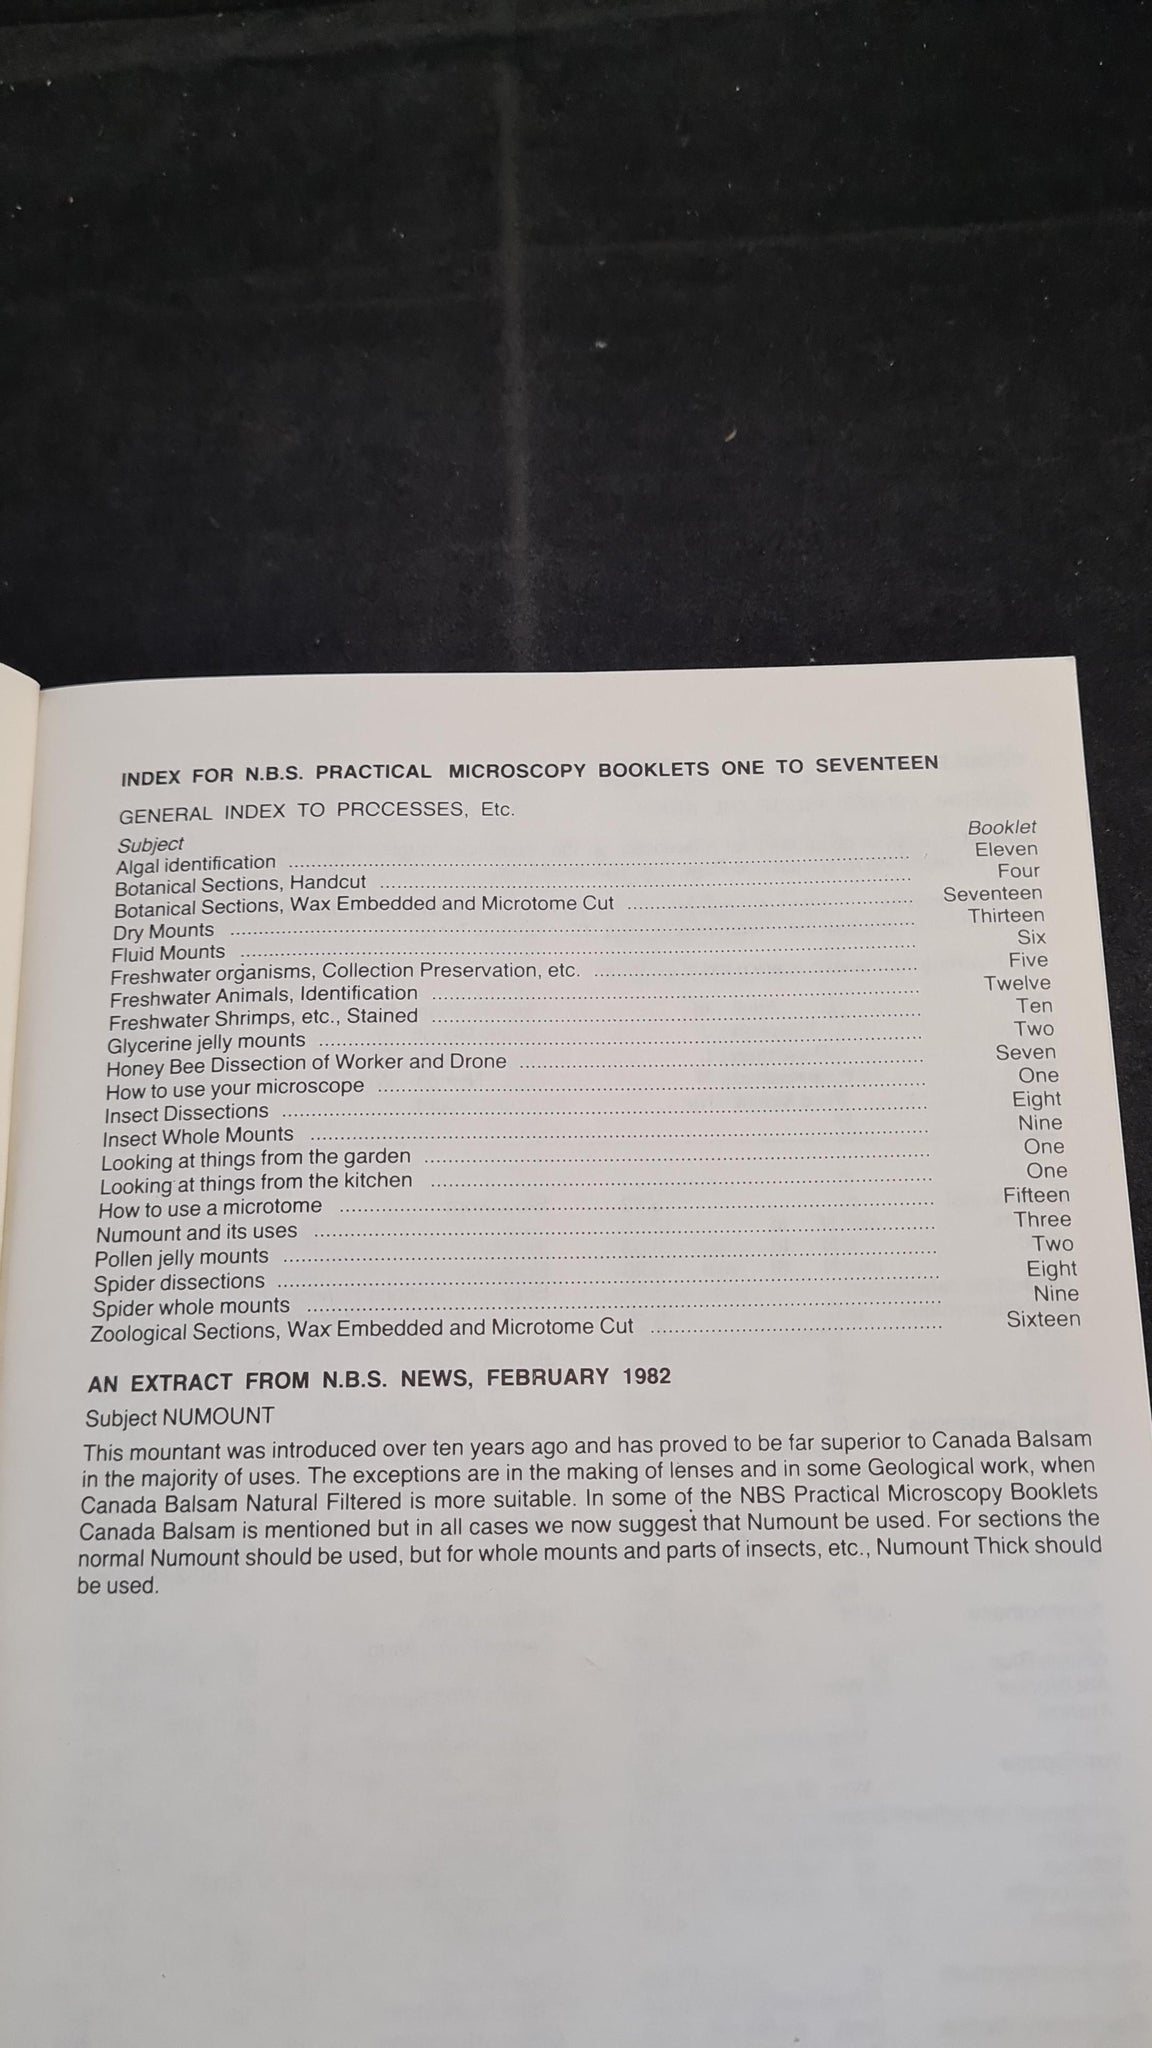 INDEX FOR N.B.S. PRACTICAL MICROSCOPY BOOKLETS ONE TO SEVENTEEN
GENERAL INDEX TO PRCCESSES, Etc.
Subject Booklet
Algal identification Eleven
Botanical Sections, Handcut Four
Botanical Sections, Wax Embedded and Microtome Cut Seventeen
Dry Mounts Thirteen
Fluid Mounts Six
Freshwater organisms, Collection Preservation, etc. Five
Freshwater Animals, Identification Twelve
Freshwater Shrimps, etc., Stained Ten
Glycerine jelly mounts Two
Honey Bee Dissection of Worker and Drone Seven
How to use your microscope One
Insect Dissections Eight
Insect Whole Mounts Nine
Looking at things from the garden One
Looking at things from the kitchen One
How to use a microtome Fifteen
Numount and its uses Three
Pollen jelly mounts Two
Spider dissections Eight
Spider whole mounts Nine
Zoological Sections, Wax Embedded and Microtome Cut Sixteen
AN EXTRACT FROM N.B.S. NEWS, FEBRUARY 1982
Subject NUMOUNT
This mountant was introduced over ten years ago and has proved to be far superior to Canada Balsam
in the majority of uses. The exceptions are in the making of lenses and in some Geological work, when
Canada Balsam Natural Filtered is more suitable. In some of the NBS Practical Microscopy Booklets
Canada Balsam is mentioned but in all cases we now suggest that Numount be used. For sections the
normal Numount should be used, but for whole mounts and parts of insects, etc., Numount Thick should
be used.